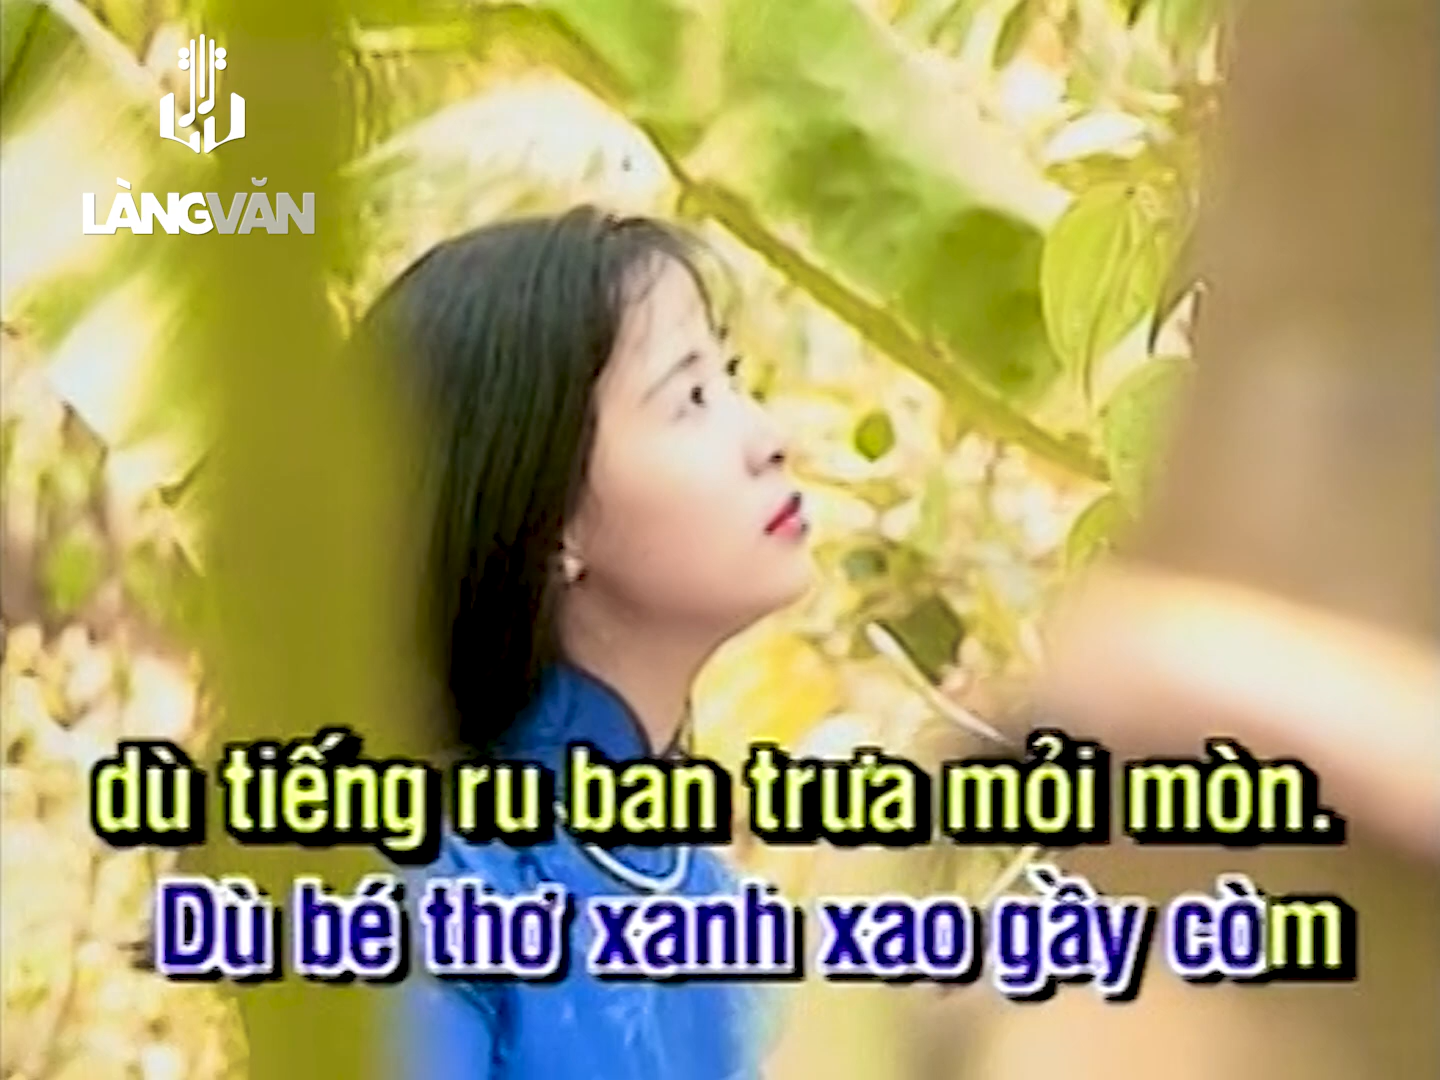 LÀNGVĂN
dù tiếng ru ban trưa mỏi mòn.
Dù bé thơ xanh xao gầy còm